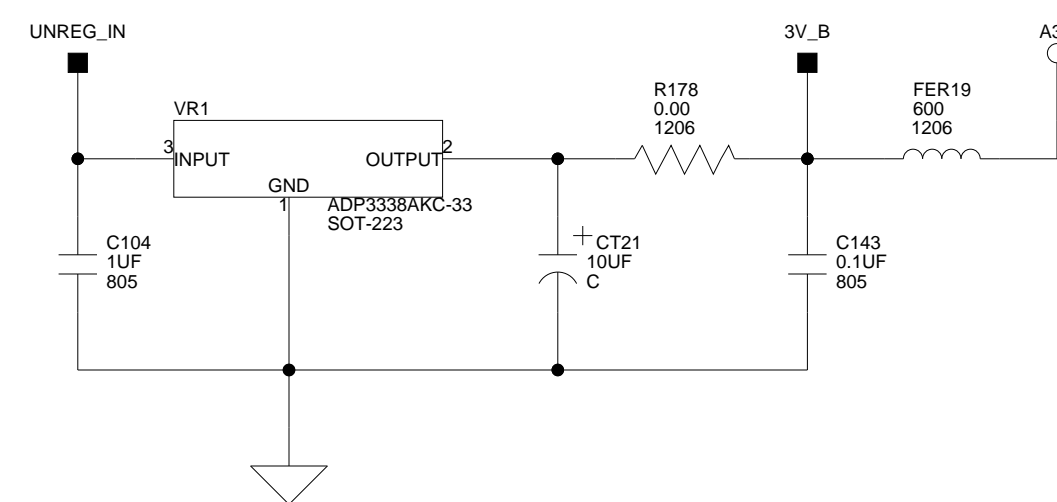 UNREG_IN
VR1
3
INPUT
OUTPUT
2
GND
1
ADP3338AKC-33
SOT-223
C104
1UF
805
+
CT21
10UF
C
R178
0.00
1206
3V_B
C143
0.1UF
805
FER19
600
1206